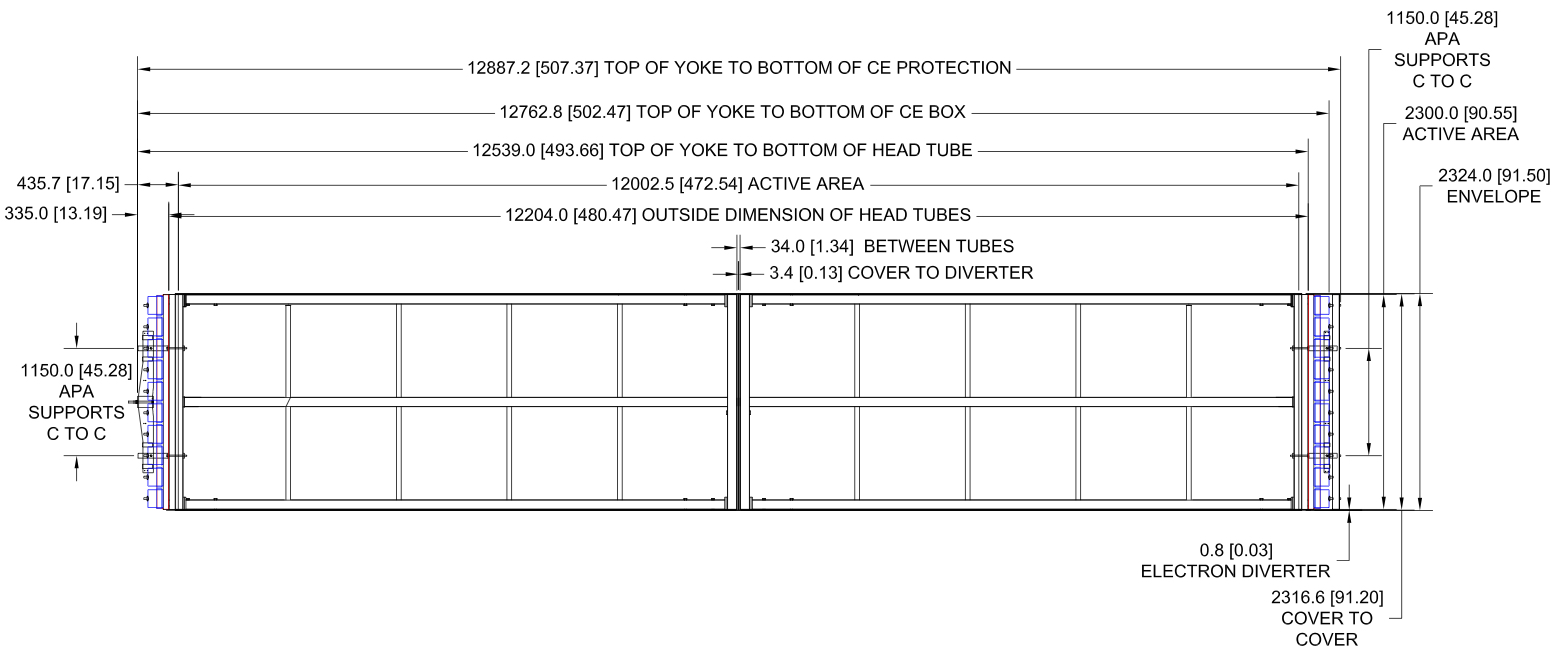 1150.0 [45.28]
APA
SUPPORTS
C TO C
12887.2 [507.37] TOP OF YOKE TO BOTTOM OF CE PROTECTION
12762.8 [502.47] TOP OF YOKE TO BOTTOM OF CE BOX
2300.0 [90.55]
ACTIVE AREA
12539.0 [493.66] TOP OF YOKE TO BOTTOM OF HEAD TUBE
435.7 [17.15]
12002.5 [472.54] ACTIVE AREA
2324.0 [91.50]
ENVELOPE
335.0 [13.19]
12204.0 [480.47] OUTSIDE DIMENSION OF HEAD TUBES
34.0 [1.34] BETWEEN TUBES
3.4 [0.13] COVER TO DIVERTER
1150.0 [45.28]
APA
SUPPORTS
C TO C
0.8 [0.03]
ELECTRON DIVERTER
2316.6 [91.20]
COVER TO
COVER